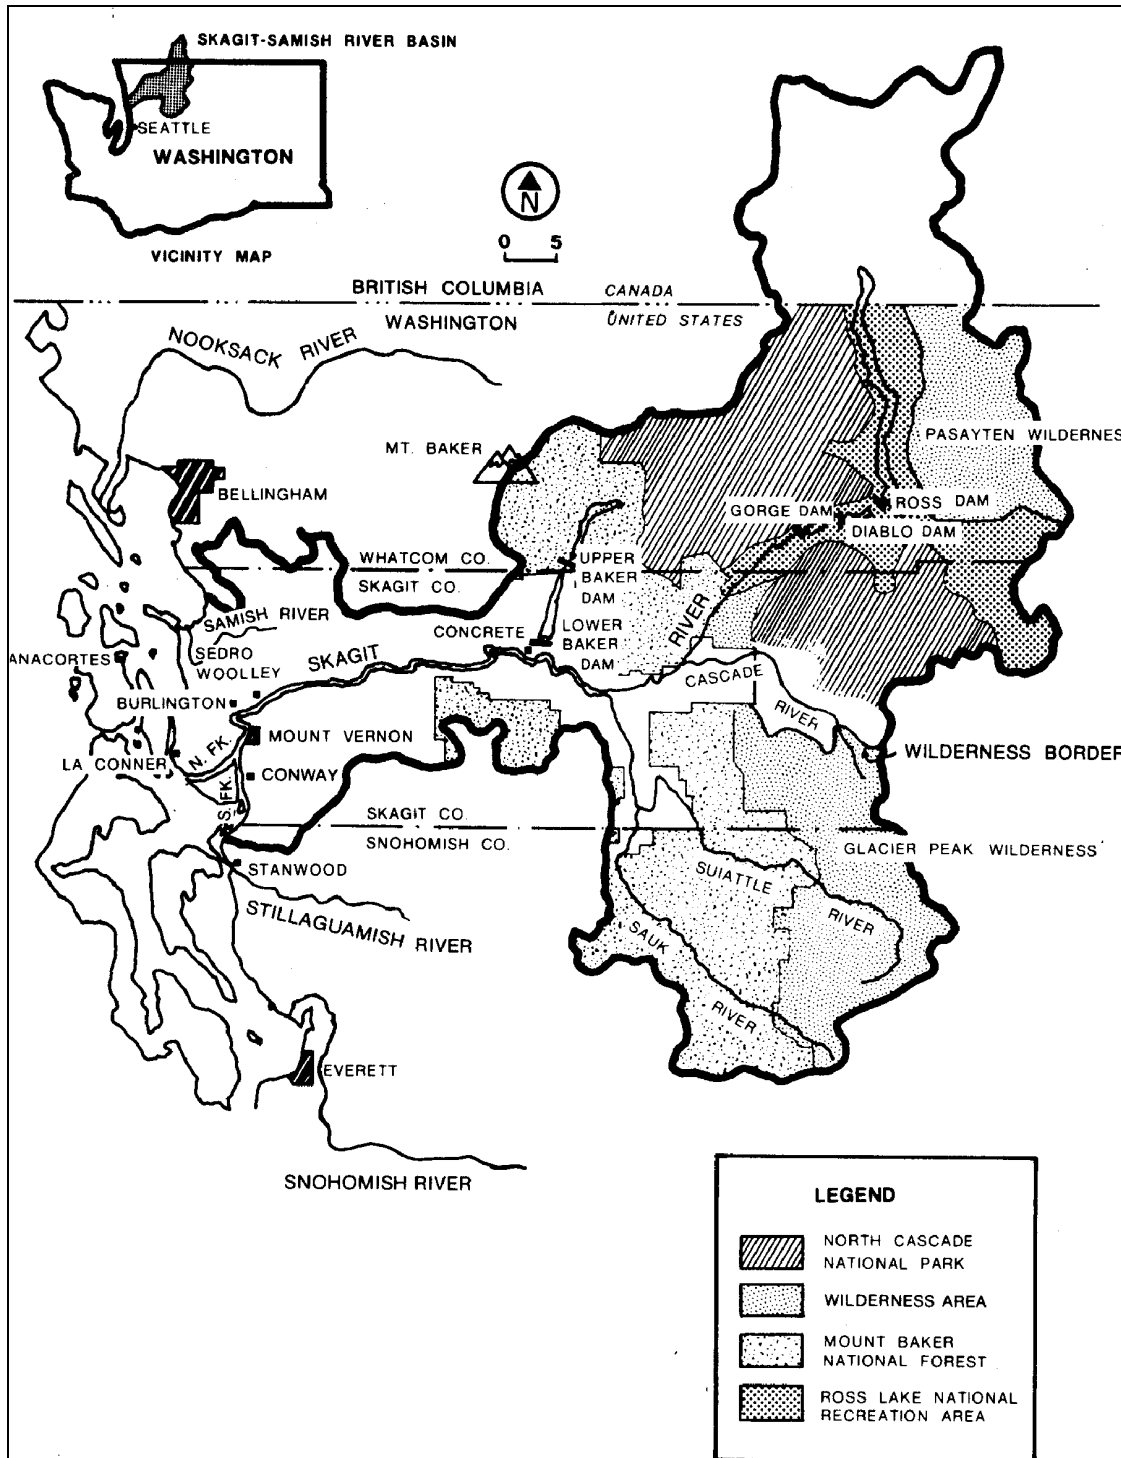 SKAGIT-SAMISH RIVER BASIN
SEATTLE
WASHINGTON
VICINITY MAP
N
0 5
BRITISH COLUMBIA
CANADA
WASHINGTON
UNITED STATES
NOOKSACK RIVER
MT. BAKER
PASAYTEN WILDERNES
BELLINGHAM
ROSS DAM
GORGE DAM
DIABLO DAM
WHATCOM CO.
SKAGIT CO.
UPPER
BAKER
DAM
SAMISH RIVER
RIVER
CONCRETE
LOWER
BAKER
DAM
SEDRO
WOOLLEY
SKAGIT
ANACORTES
CASCADE
RIVER
BURLINGTON
MOUNT VERNON
N. FK.
LA CONNER
WILDERNESS BORDER
CONWAY
S. FK.
SKAGIT CO.
SNOHOMISH CO.
GLACIER PEAK WILDERNESS
STANWOOD
SUIATTLE
RIVER
STILLAGUAMISH RIVER
SAUK
RIVER
EVERETT
SNOHOMISH RIVER
LEGEND
NORTH CASCADE
NATIONAL PARK
WILDERNESS AREA
MOUNT BAKER
NATIONAL FOREST
ROSS LAKE NATIONAL
RECREATION AREA